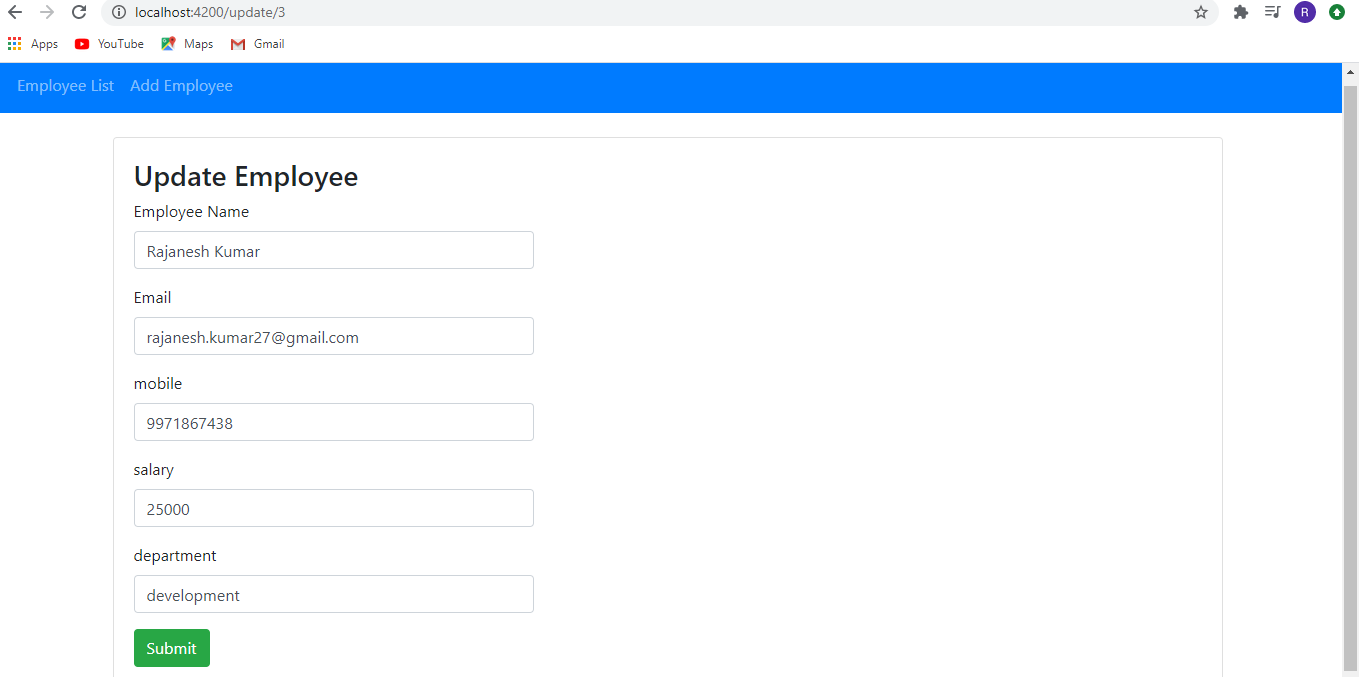 localhost:4200/update/3
R
Apps YouTube Maps Gmail
Employee List Add Employee
Update Employee
Employee Name
Rajanesh Kumar
Email
rajanesh.kumar27@gmail.com
mobile
9971867438
salary
25000
department
development
Submit